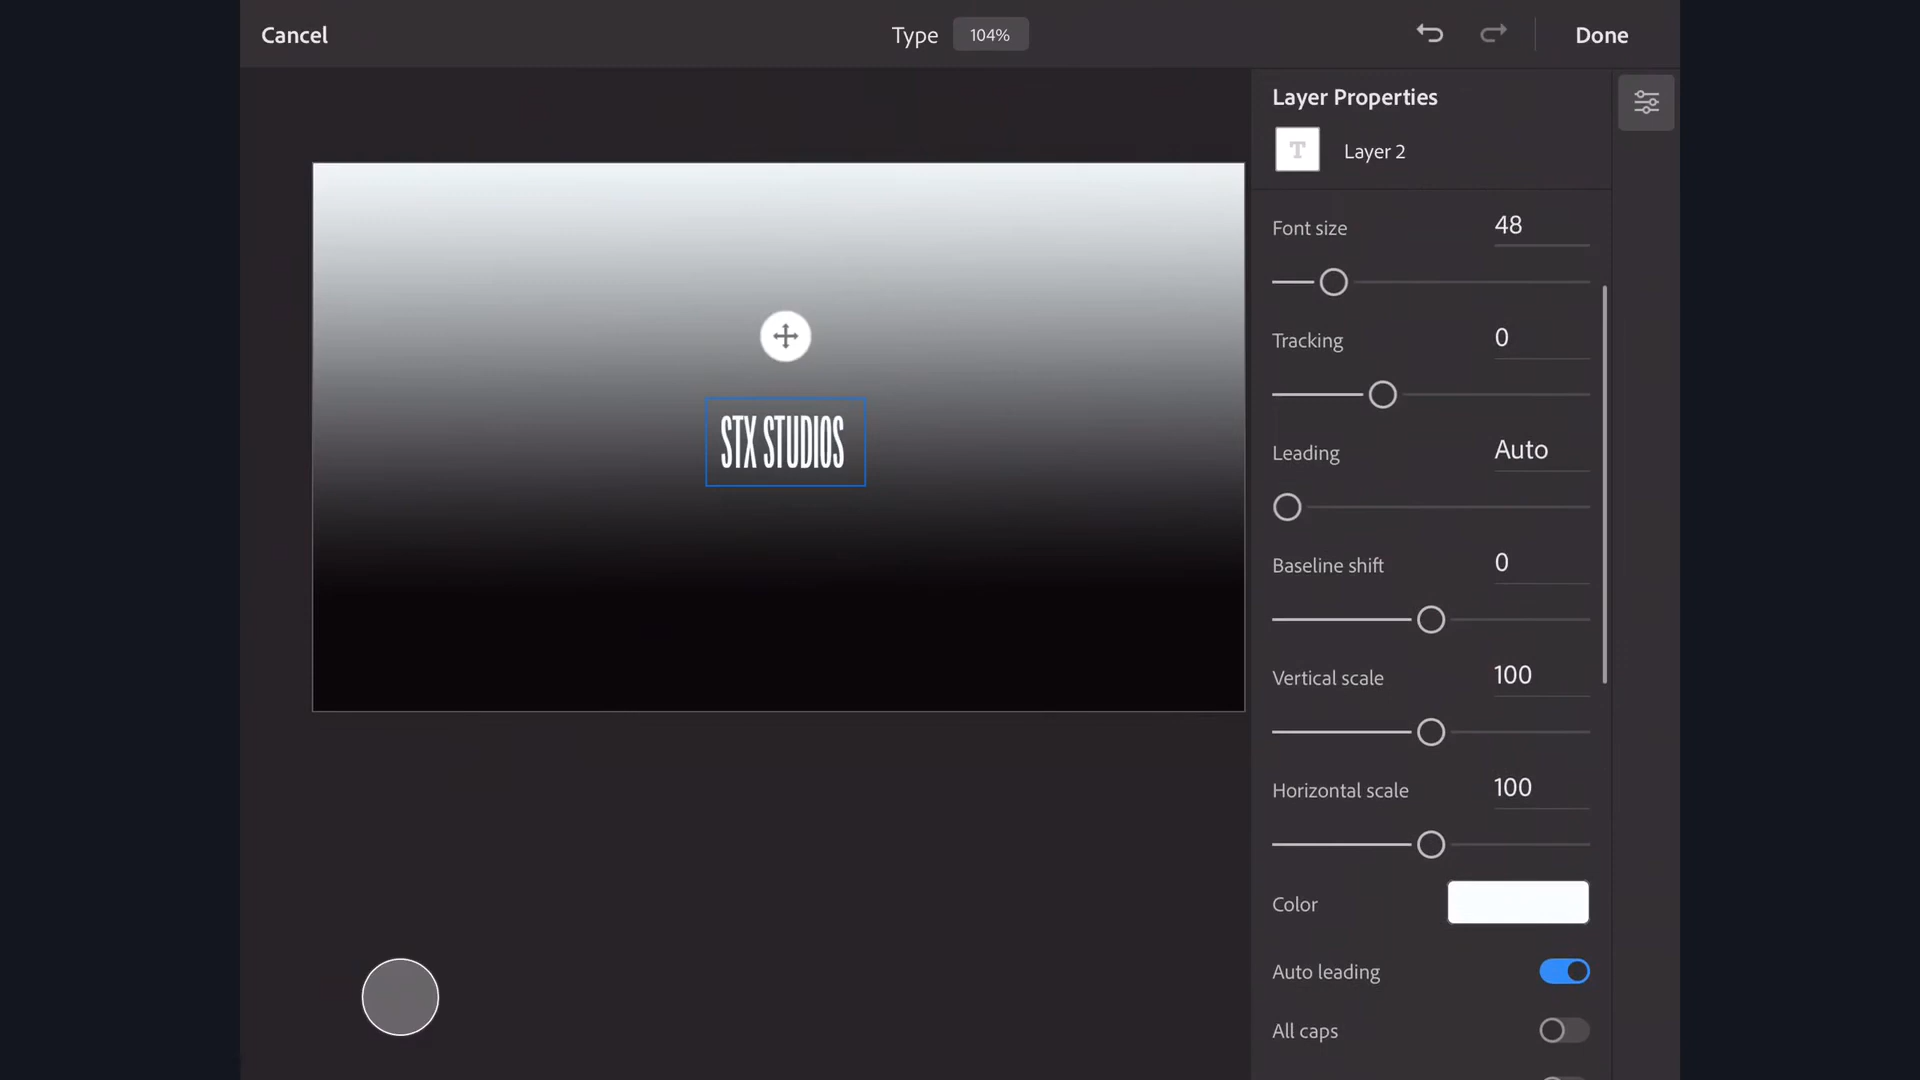 Cancel
Type 104%
Done
Layer Properties
T
Layer 2
Font size 48
Tracking 0
Leading Auto
Baseline shift 0
Vertical scale 100
Horizontal scale 100
Color
Auto leading
All caps
STX STUDIOS